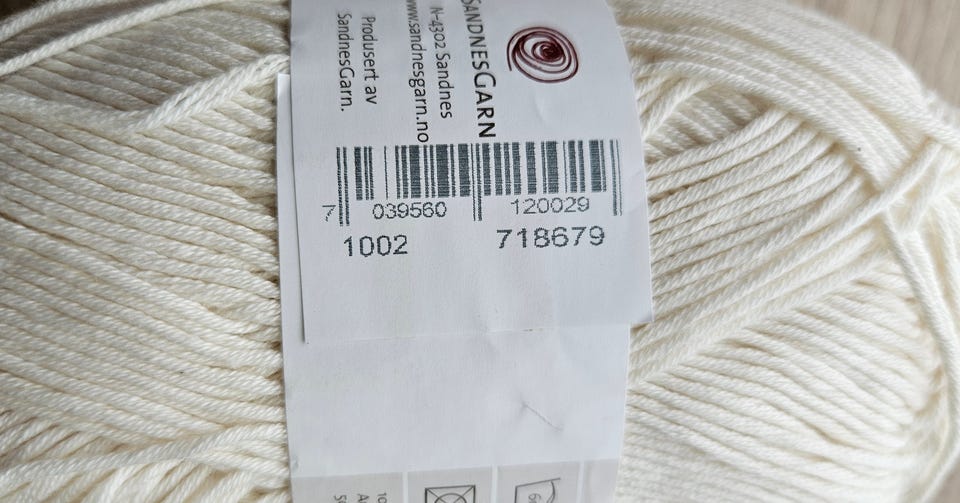 SANDNESGARN
N-4302 Sandnes
www.sandnesgarn.no
Produsert av
SandnesGarn.
7 039560 120029
1002 718679